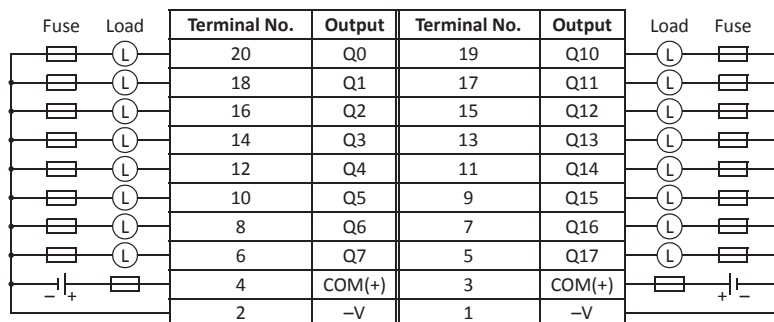 Fuse Load Terminal No. Output Terminal No. Output Load Fuse
L 20 Q0 19 Q10 L
L 18 Q1 17 Q11 L
L 16 Q2 15 Q12 L
L 14 Q3 13 Q13 L
L 12 Q4 11 Q14 L
L 10 Q5 9 Q15 L
L 8 Q6 7 Q16 L
L 6 Q7 5 Q17 L
– + 4 COM(+) 3 COM(+) + –
2 –V 1 –V